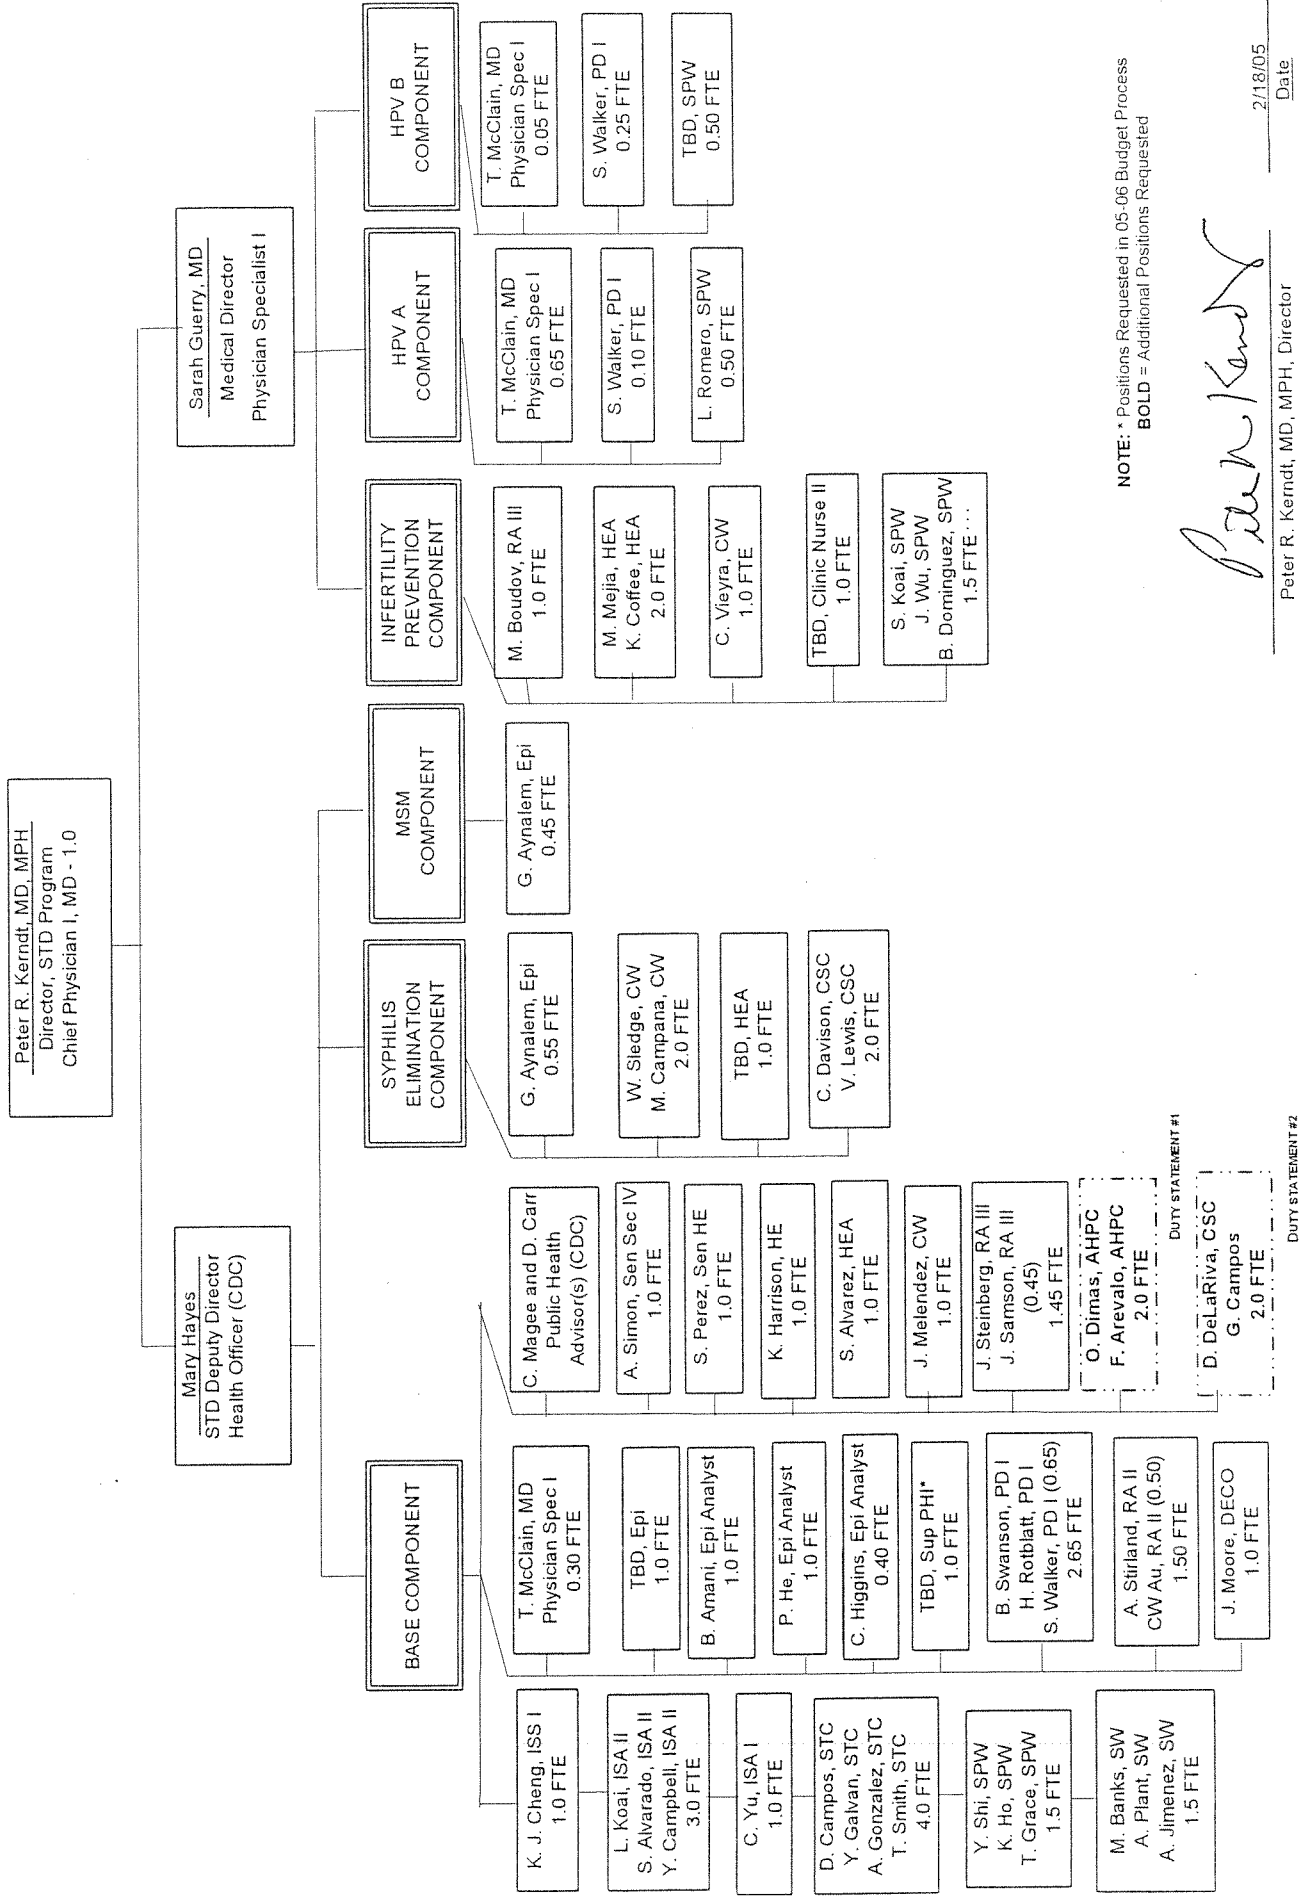 Peter R. Kerndt, MD, MPH
Director, STD Program
Chief Physician I, MD - 1.0
Mary Hayes
STD Deputy Director
Health Officer (CDC)
Sarah Guerry, MD
Medical Director
Physician Specialist I
BASE COMPONENT
K. J. Cheng, ISS I
1.0 FTE
L. Koai, ISA II
S. Alvarado, ISA II
Y. Campbell, ISA II
3.0 FTE
C. Yu, ISA I
1.0 FTE
D. Campos, STC
Y. Galvan, STC
A. Gonzalez, STC
T. Smith, STC
4.0 FTE
Y. Shi, SPW
K. Ho, SPW
T. Grace, SPW
1.5 FTE
M. Banks, SW
A. Plant, SW
A. Jimenez, SW
1.5 FTE
T. McClain, MD
Physician Spec I
0.30 FTE
TBD, Epi
1.0 FTE
B. Amani, Epi Analyst
1.0 FTE
P. He, Epi Analyst
1.0 FTE
C. Higgins, Epi Analyst
0.40 FTE
TBD, Sup PHI*
1.0 FTE
B. Swanson, PD I
H. Rotblatt, PD I
S. Walker, PD I (0.65)
2.65 FTE
A. Stirland, RA II
CW Au, RA II (0.50)
1.50 FTE
J. Moore, DECO
1.0 FTE
C. Magee and D. Carr
Public Health
Advisor(s) (CDC)
A. Simon, Sen Sec IV
1.0 FTE
S. Perez, Sen HE
1.0 FTE
K. Harrison, HE
1.0 FTE
S. Alvarez, HEA
1.0 FTE
J. Melendez, CW
1.0 FTE
J. Steinberg, RA III
J. Samson, RA III
(0.45)
1.45 FTE
O. Dimas, AHPC
F. Arevalo, AHPC
2.0 FTE
DUTY STATEMENT #1
D. DeLaRiva, CSC
G. Campos
2.0 FTE
DUTY STATEMENT #2
SYPHILIS
ELIMINATION
COMPONENT
G. Aynalem, Epi
0.55 FTE
W. Sledge, CW
M. Campana, CW
2.0 FTE
TBD, HEA
1.0 FTE
C. Davison, CSC
V. Lewis, CSC
2.0 FTE
MSM
COMPONENT
G. Aynalem, Epi
0.45 FTE
INFERTILITY
PREVENTION
COMPONENT
M. Boudov, RA III
1.0 FTE
M. Mejia, HEA
K. Coffee, HEA
2.0 FTE
C. Vieyra, CW
1.0 FTE
TBD, Clinic Nurse II
1.0 FTE
S. Koai, SPW
J. Wu, SPW
B. Dominguez, SPW
1.5 FTE
HPV A
COMPONENT
T. McClain, MD
Physician Spec I
0.65 FTE
S. Walker, PD I
0.10 FTE
L. Romero, SPW
0.50 FTE
HPV B
COMPONENT
T. McClain, MD
Physician Spec I
0.05 FTE
S. Walker, PD I
0.25 FTE
TBD, SPW
0.50 FTE
NOTE: * Positions Requested in 05-06 Budget Process
BOLD = Additional Positions Requested
Peter Kerndt
Peter R. Kerndt, MD, MPH, Director
2/18/05
Date